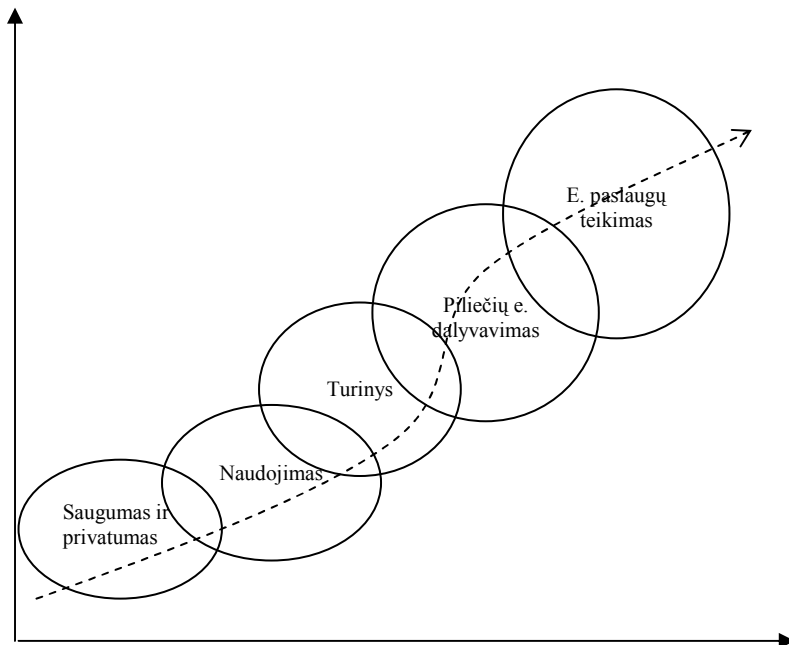 E. paslaugų
teikimas
Piliečių e.
dalyvavimas
Turinys
Naudojimas
Saugumas ir
privatumas